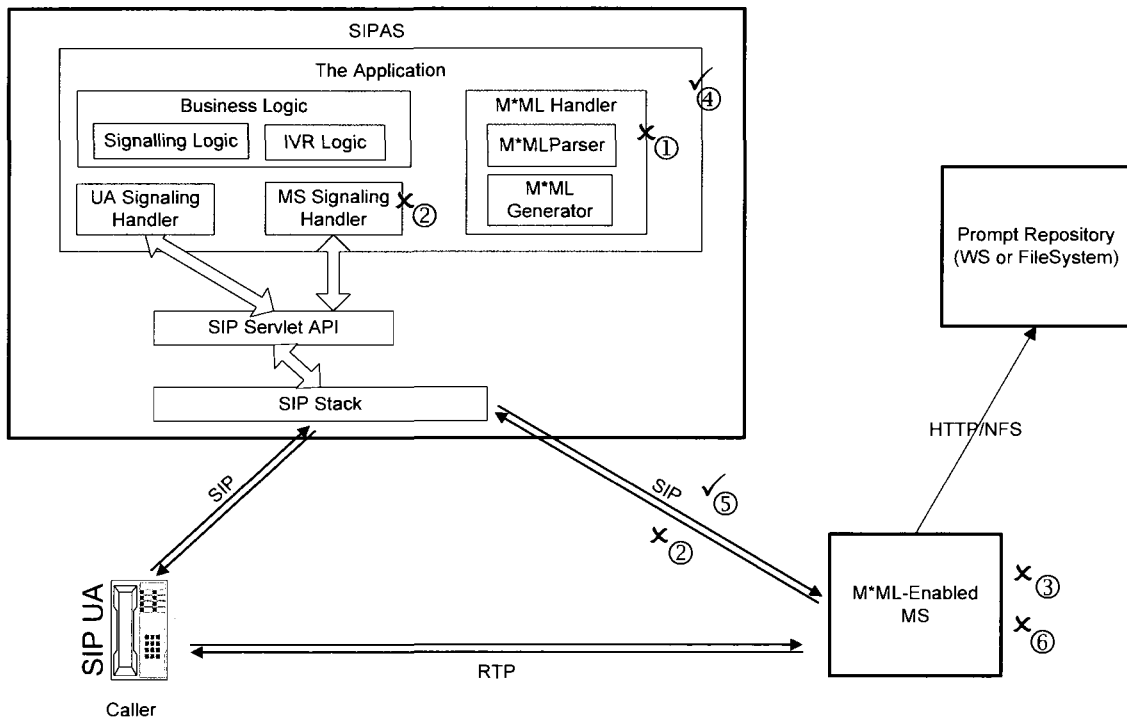 SIPAS
The Application
✓④
Business Logic
Signalling Logic
IVR Logic
M*ML Handler
✗①
M*MLParser
M*ML
Generator
UA Signaling
Handler
MS Signaling
Handler
✗②
SIP Servlet API
SIP Stack
Prompt Repository
(WS or FileSystem)
HTTP/NFS
SIP
SIP
✓⑤
✗②
M*ML-Enabled
MS
✗③
✗⑥
SIP UA
RTP
Caller